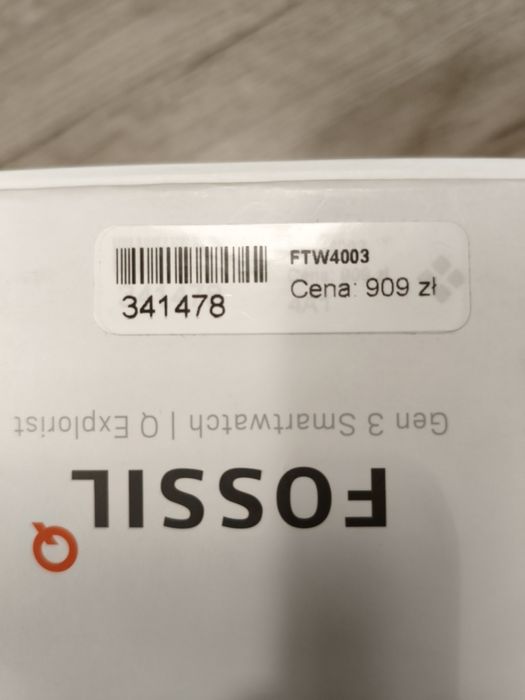 FTW4003
Cena: 909 zł
341478
Gen 3 Smartwatch | Q Explorist
FOSSIL
Q